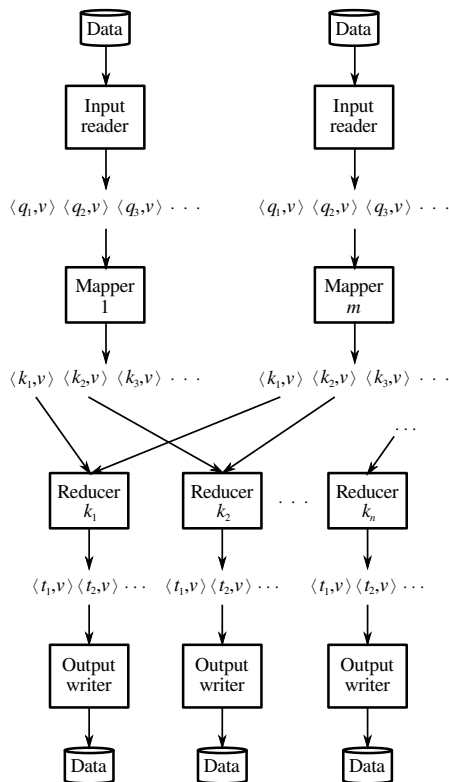 Data Data
Input reader Input reader
⟨q₁,v⟩ ⟨q₂,v⟩ ⟨q₃,v⟩ · · · ⟨q₁,v⟩ ⟨q₂,v⟩ ⟨q₃,v⟩ · · ·
Mapper 1 Mapper m
⟨k₁,v⟩ ⟨k₂,v⟩ ⟨k₃,v⟩ · · · ⟨k₁,v⟩ ⟨k₂,v⟩ ⟨k₃,v⟩ · · ·
· · ·
Reducer k₁ Reducer k₂ · · · Reducer kₙ
⟨t₁,v⟩⟨t₂,v⟩ · · · ⟨t₁,v⟩⟨t₂,v⟩ · · · ⟨t₁,v⟩⟨t₂,v⟩ · · ·
Output writer Output writer Output writer
Data Data Data